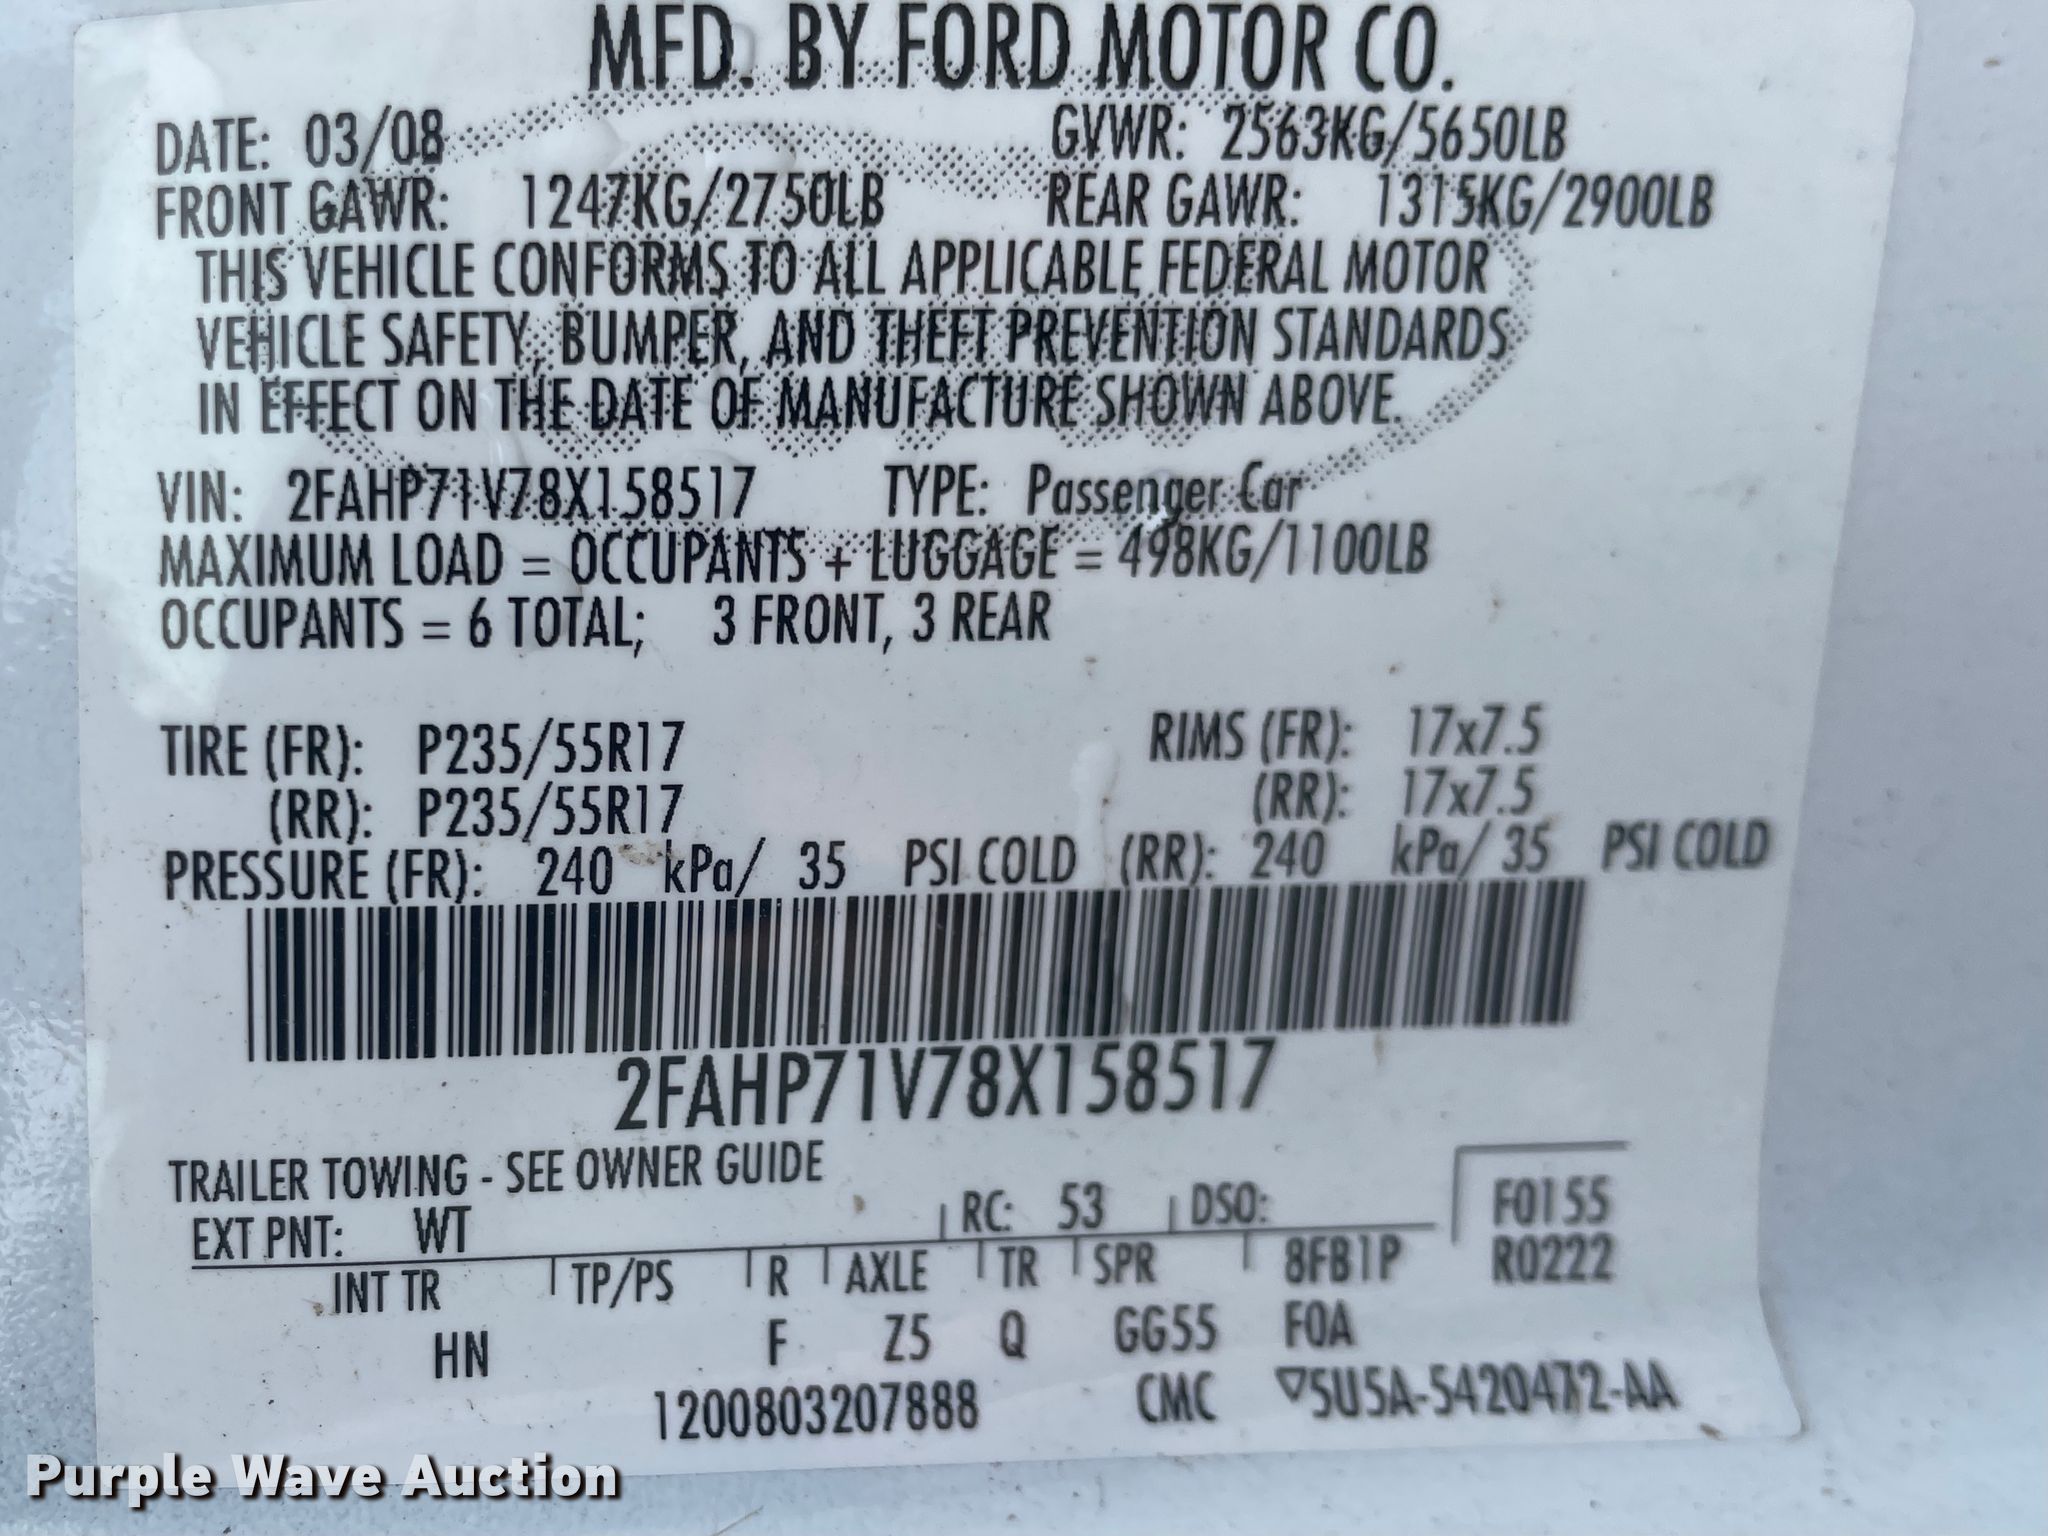 MFD. BY FORD MOTOR CO.
DATE: 03/08 GVWR: 2563KG/5650LB
FRONT GAWR: 1247KG/2750LB REAR GAWR: 1315KG/2900LB
THIS VEHICLE CONFORMS TO ALL APPLICABLE FEDERAL MOTOR
VEHICLE SAFETY, BUMPER, AND THEFT PREVENTION STANDARDS
IN EFFECT ON THE DATE OF MANUFACTURE SHOWN ABOVE.
VIN: 2FAHP71V78X158517 TYPE: Passenger Car
MAXIMUM LOAD = OCCUPANTS + LUGGAGE = 498KG/1100LB
OCCUPANTS = 6 TOTAL; 3 FRONT, 3 REAR
TIRE (FR): P235/55R17 RIMS (FR): 17x7.5
(RR): P235/55R17 (RR): 17x7.5
PRESSURE (FR): 240 kPa/ 35 PSI COLD (RR): 240 kPa/ 35 PSI COLD
2FAHP71V78X158517
TRAILER TOWING - SEE OWNER GUIDE
EXT PNT: WT RC: 53 DSO: F0155
INT TR TP/PS R AXLE TR SPR 8FB1P R0222
HN F Z5 Q GG55 FOA
1200803207888 CMC ▽5U5A-5420472-AA
Purple Wave Auction